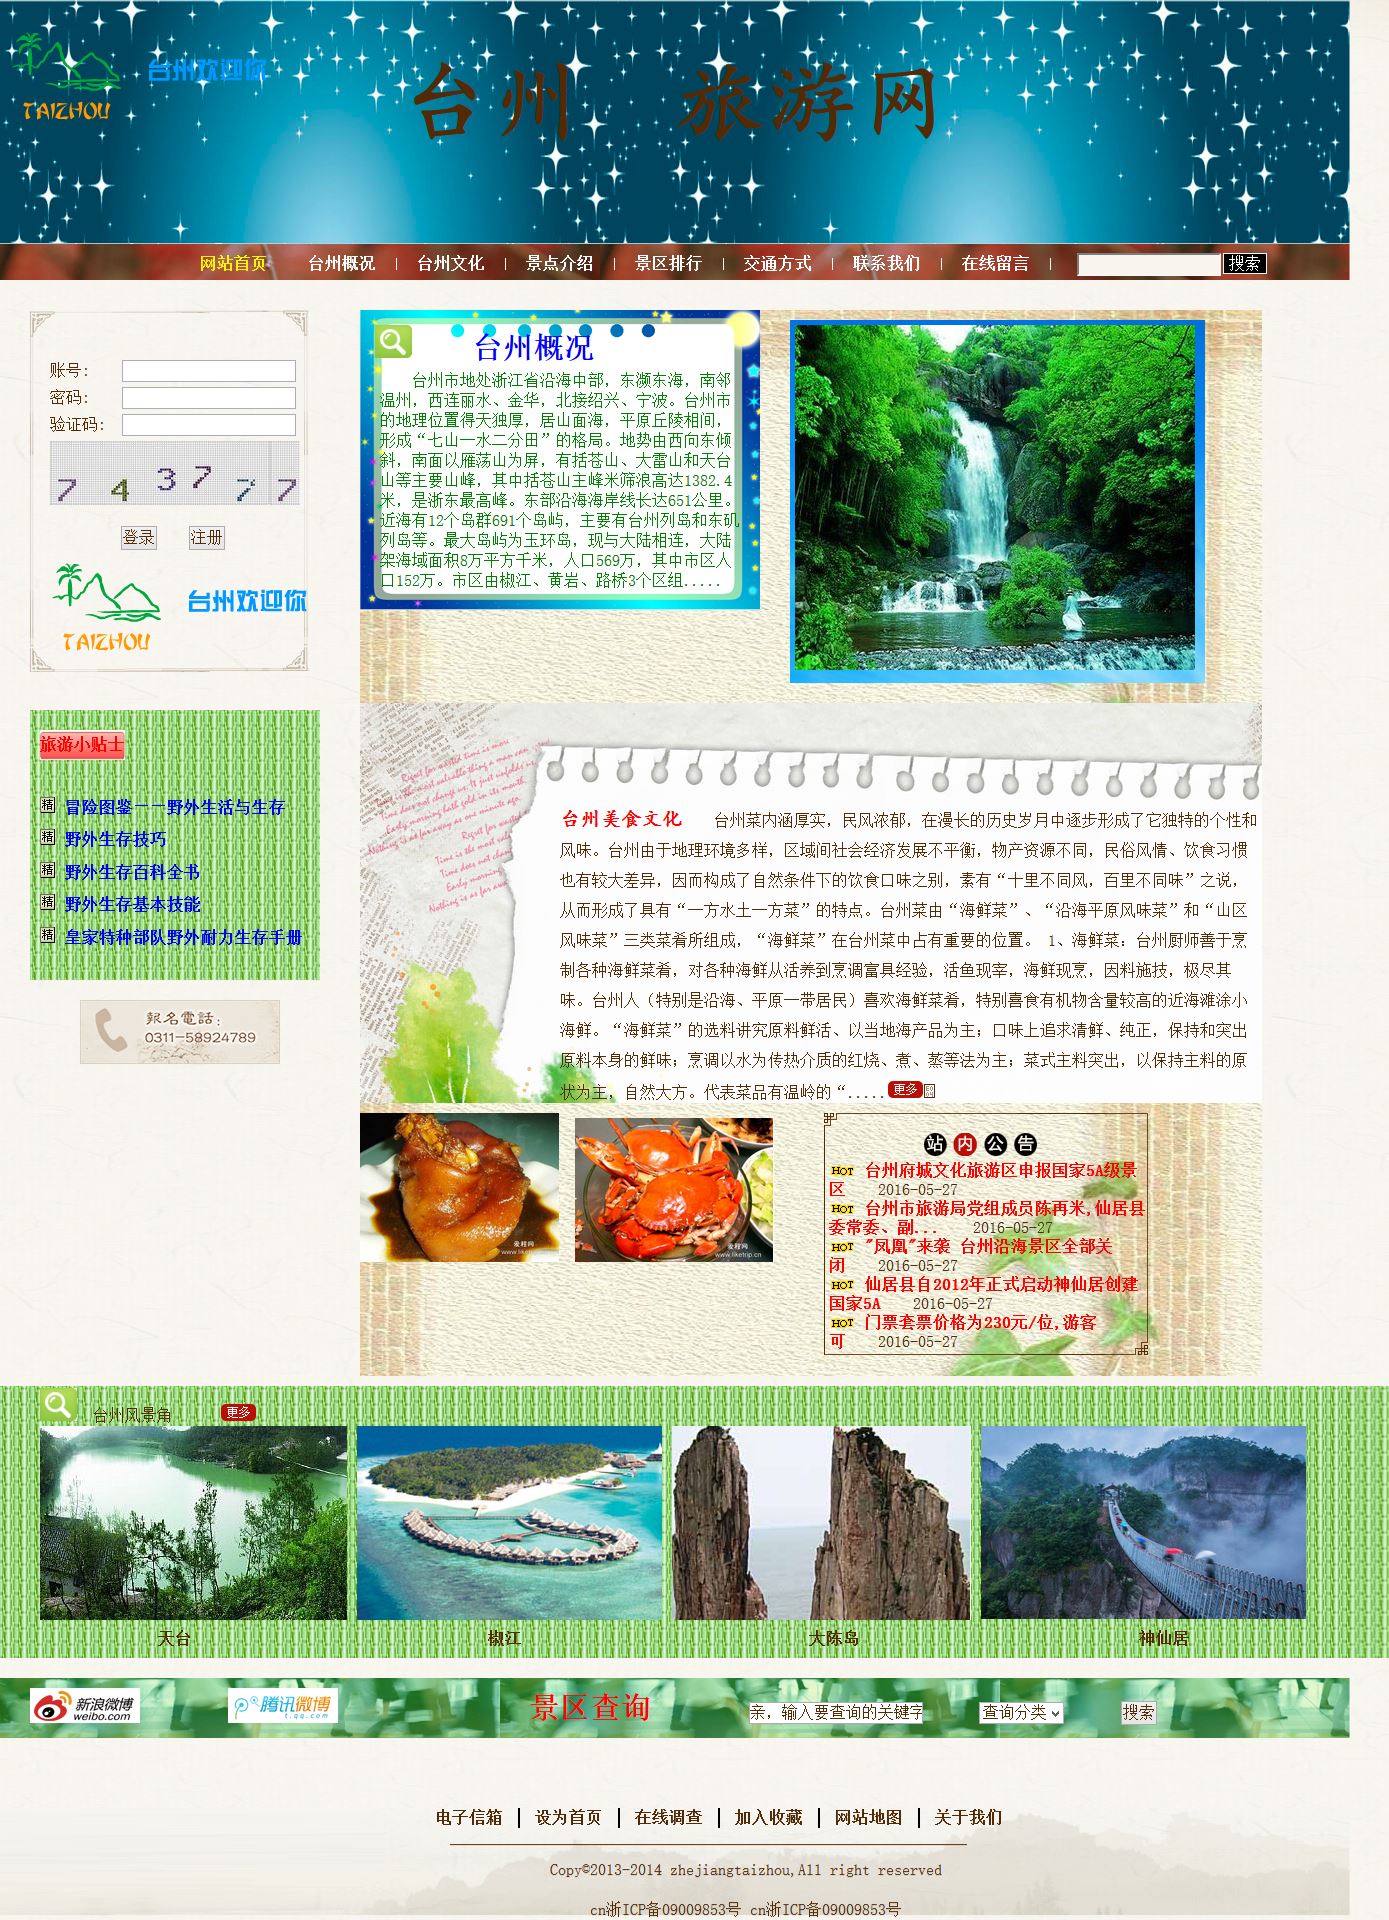 台州欢迎你
TAIZHOU
台州 旅游网
网站首页 台州概况 台州文化 景点介绍 景区排行 交通方式 联系我们 在线留言 搜索
账号:
密码:
验证码:
7 4 3 7 7 7
登录 注册
台州欢迎你
TAIZHOU
台州概况
台州市地处浙江省沿海中部，东濒东海，南邻
温州，西连丽水、金华，北接绍兴、宁波。台州市
的地理位置得天独厚，居山面海，平原丘陵相间，
形成“七山一水二分田”的格局。地势由西向东倾
斜，南面以雁荡山为屏，有括苍山、大雷山和天台
山等主要山峰，其中括苍山主峰米筛浪高达1382.4
米，是浙东最高峰。东部沿海海岸线长达651公里。
近海有12个岛群691个岛屿，主要有台州列岛和东矶
列岛等。最大岛屿为玉环岛，现与大陆相连，大陆
架海域面积8万平方千米，人口569万，其中市区人
口152万。市区由椒江、黄岩、路桥3个区组.....
旅游小贴士
精 冒险图鉴－－野外生活与生存
精 野外生存技巧
精 野外生存百科全书
精 野外生存基本技能
精 皇家特种部队野外耐力生存手册
報名電話:
0311-58924789
Regret for wasted time is more
台州美食文化 台州菜内涵厚实，民风浓郁，在漫长的历史岁月中逐步形成了它独特的个性和
风味。台州由于地理环境多样，区域间社会经济发展不平衡，物产资源不同，民俗风情、饮食习惯
也有较大差异，因而构成了自然条件下的饮食口味之别，素有“十里不同风，百里不同味”之说，
从而形成了具有“一方水土一方菜”的特点。台州菜由“海鲜菜”、“沿海平原风味菜”和“山区
风味菜”三类菜肴所组成，“海鲜菜”在台州菜中占有重要的位置。 1、海鲜菜：台州厨师善于烹
制各种海鲜菜肴，对各种海鲜从活养到烹调富具经验，活鱼现宰，海鲜现烹，因料施技，极尽其
味。台州人（特别是沿海、平原一带居民）喜欢海鲜菜肴，特别喜食有机物含量较高的近海滩涂小
海鲜。“海鲜菜”的选料讲究原料鲜活、以当地海产品为主；口味上追求清鲜、纯正，保持和突出
原料本身的鲜味；烹调以水为传热介质的红烧、煮、蒸等法为主；菜式主料突出，以保持主料的原
状为主，自然大方。代表菜品有温岭的“.....更多
爱程网
www.liketrip.cn
爱程网
www.liketrip.cn
站内公告
HOT 台州府城文化旅游区申报国家5A级景
区 2016-05-27
HOT 台州市旅游局党组成员陈再米,仙居县
委常委、副... 2016-05-27
HOT "凤凰"来袭 台州沿海景区全部关
闭 2016-05-27
HOT 仙居县自2012年正式启动神仙居创建
国家5A 2016-05-27
HOT 门票套票价格为230元/位,游客
可 2016-05-27
台州风景角 更多
天台 椒江 大陈岛 神仙居
新浪微博
weibo.com
腾讯微博
t.qq.com
景区查询 亲，输入要查询的关键字 查询分类 搜索
电子信箱 设为首页 在线调查 加入收藏 网站地图 关于我们
Copy©2013-2014 zhejiangtaizhou,All right reserved
cn浙ICP备09009853号 cn浙ICP备09009853号